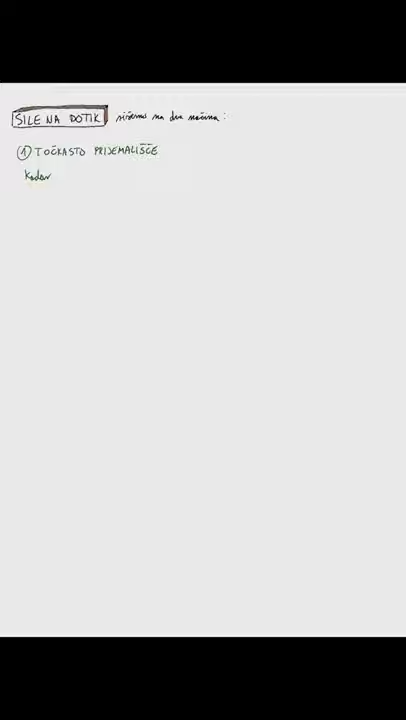 SILE NA DOTIK rišemo na dva načina:
① TOČKASTO PRIJEMALIŠČE
Kadar